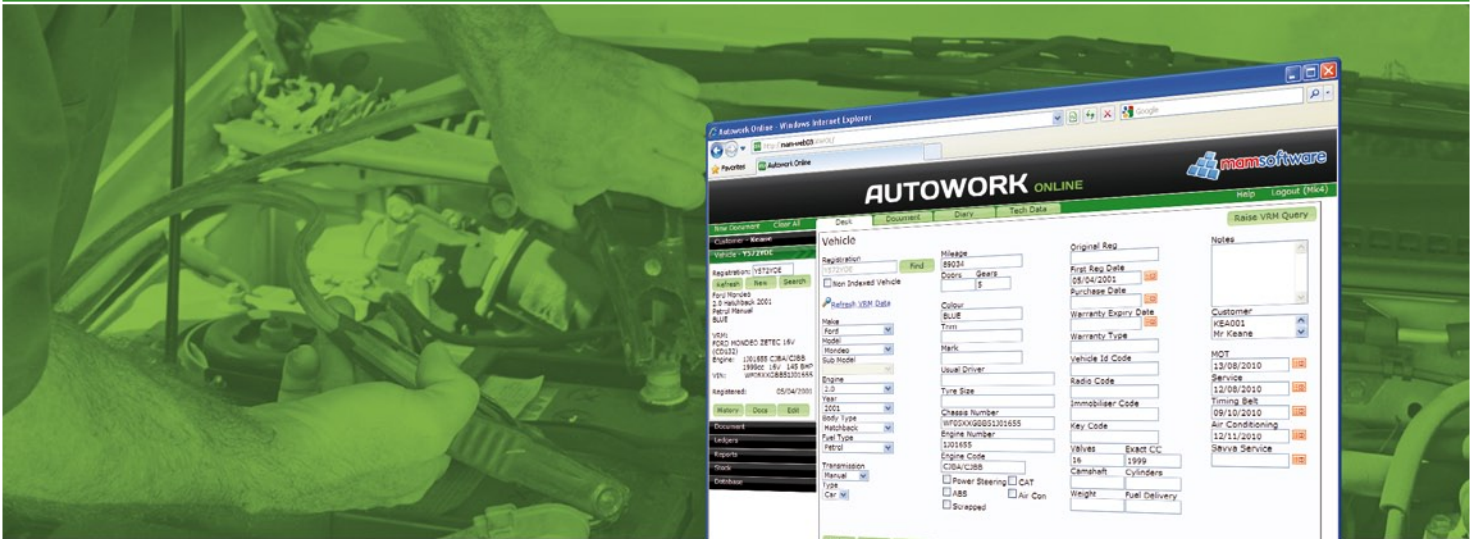 Autowork Online - Windows Internet Explorer
Google
Favorites Autowork Online
mamsoftware
AUTOWORK ONLINE
Help Logout (Mk4)
New Document Clear All
Desk Document Diary Tech Data
Raise VRM Query
Customer - Keane
Vehicle - Y572YOE
Registration: Y572YOE
Refresh New Search
Ford Mondeo
2.0 Hatchback 2001
Petrol Manual
BLUE
VRM:
FORD MONDEO ZETEC 16V
(CD132)
Engine: 1J01655 CJBA/CJBB
1999cc 16V 145 BHP
VIN: WF05XXGBBS1J01655
Registered: 05/04/2001
History Docs Edit
Document
Ledgers
Reports
Stock
Database
Vehicle
Registration
Y572YOE Find
Non Indexed Vehicle
Refresh VRM Data
Make
Ford
Model
Mondeo
Sub Model
Engine
2.0
Year
2001
Body Type
Hatchback
Fuel Type
Petrol
Transmission
Manual
Type
Car
Mileage
89034
Doors Gears
5
Colour
BLUE
Trim
Mark
Usual Driver
Tyre Size
Chassis Number
WF05XXGBBS1J01655
Engine Number
1J01655
Engine Code
CJBA/CJBB
Power Steering CAT
ABS Air Con
Scrapped
Original Reg
First Reg Date
05/04/2001
Purchase Date
Warranty Expiry Date
Warranty Type
Vehicle Id Code
Radio Code
Immobiliser Code
Key Code
Valves Exact CC
16 1999
Camshaft Cylinders
Weight Fuel Delivery
Notes
Customer
KEA001
Mr Keane
MOT
13/08/2010
Service
12/08/2010
Timing Belt
09/10/2010
Air Conditioning
12/11/2010
Savva Service